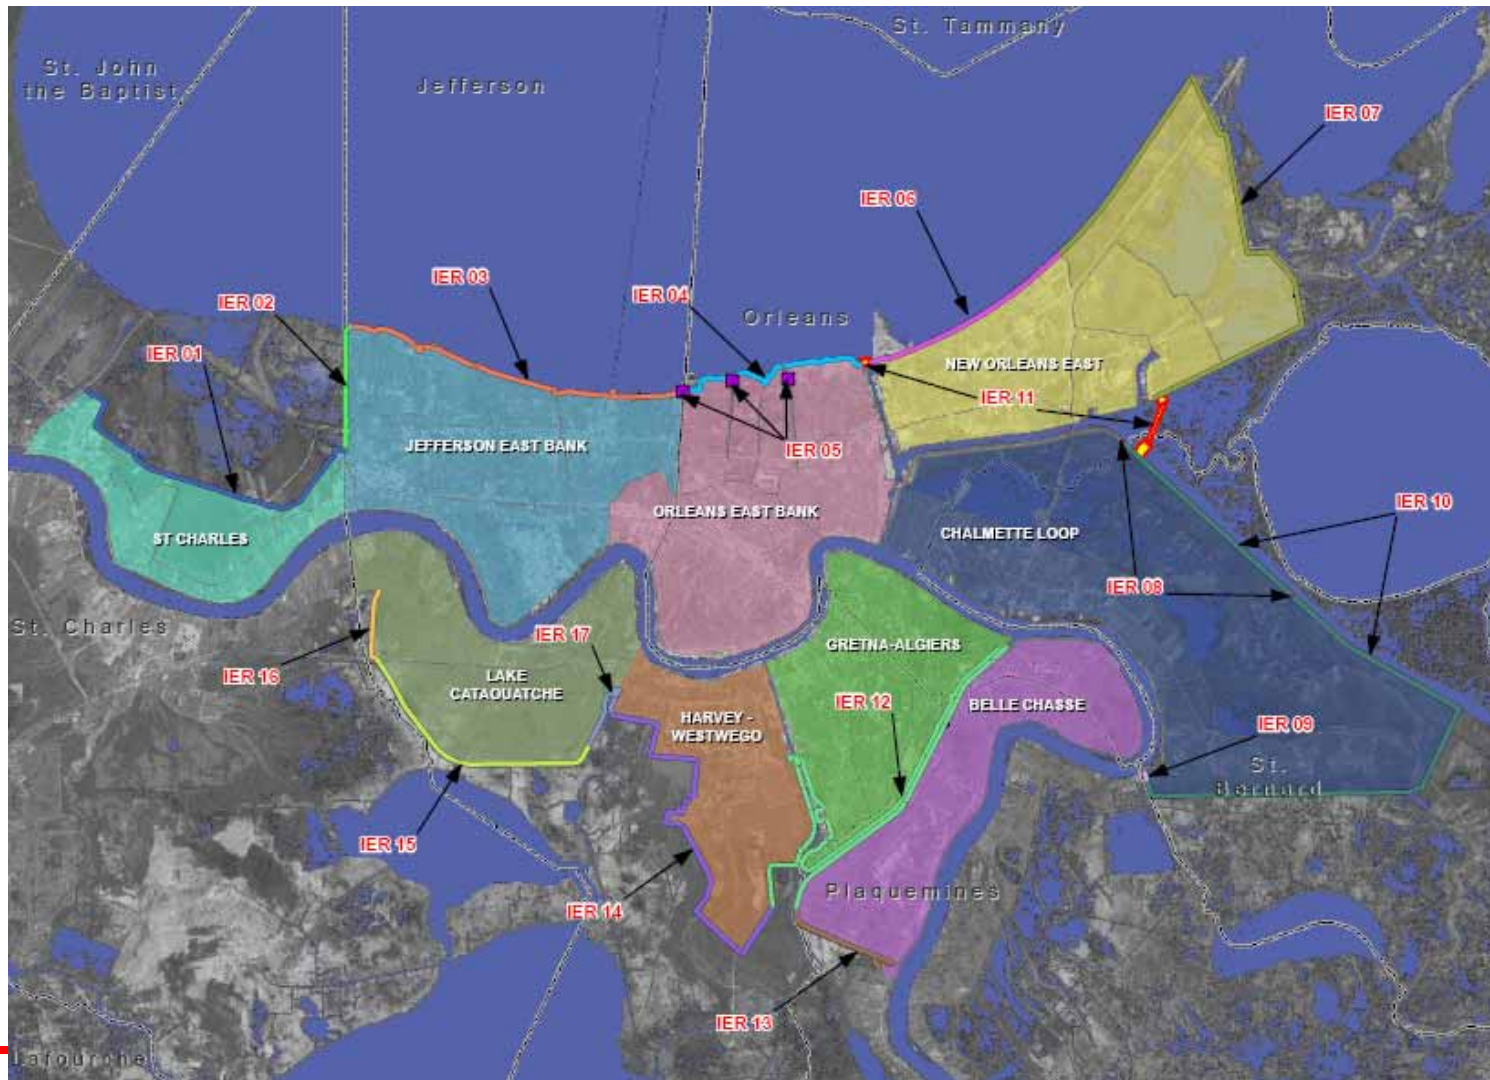 St. Tammany
St. John
the Baptist
Jefferson
IER 07
IER 06
IER 03
IER 04
IER 02
Orleans
IER 01
NEW ORLEANS EAST
IER 11
JEFFERSON EAST BANK
IER 05
IER 10
ORLEANS EAST BANK
CHALMETTE LOOP
ST CHARLES
IER 08
St. Charles
IER 17
GRETNA-ALGIERS
IER 16
LAKE
CATAOUATCHE
IER 12
BELLE CHASSE
HARVEY -
WESTWEGO
IER 09
St.
Bernard
IER 15
Plaquemines
IER 14
IER 13
Lafourche